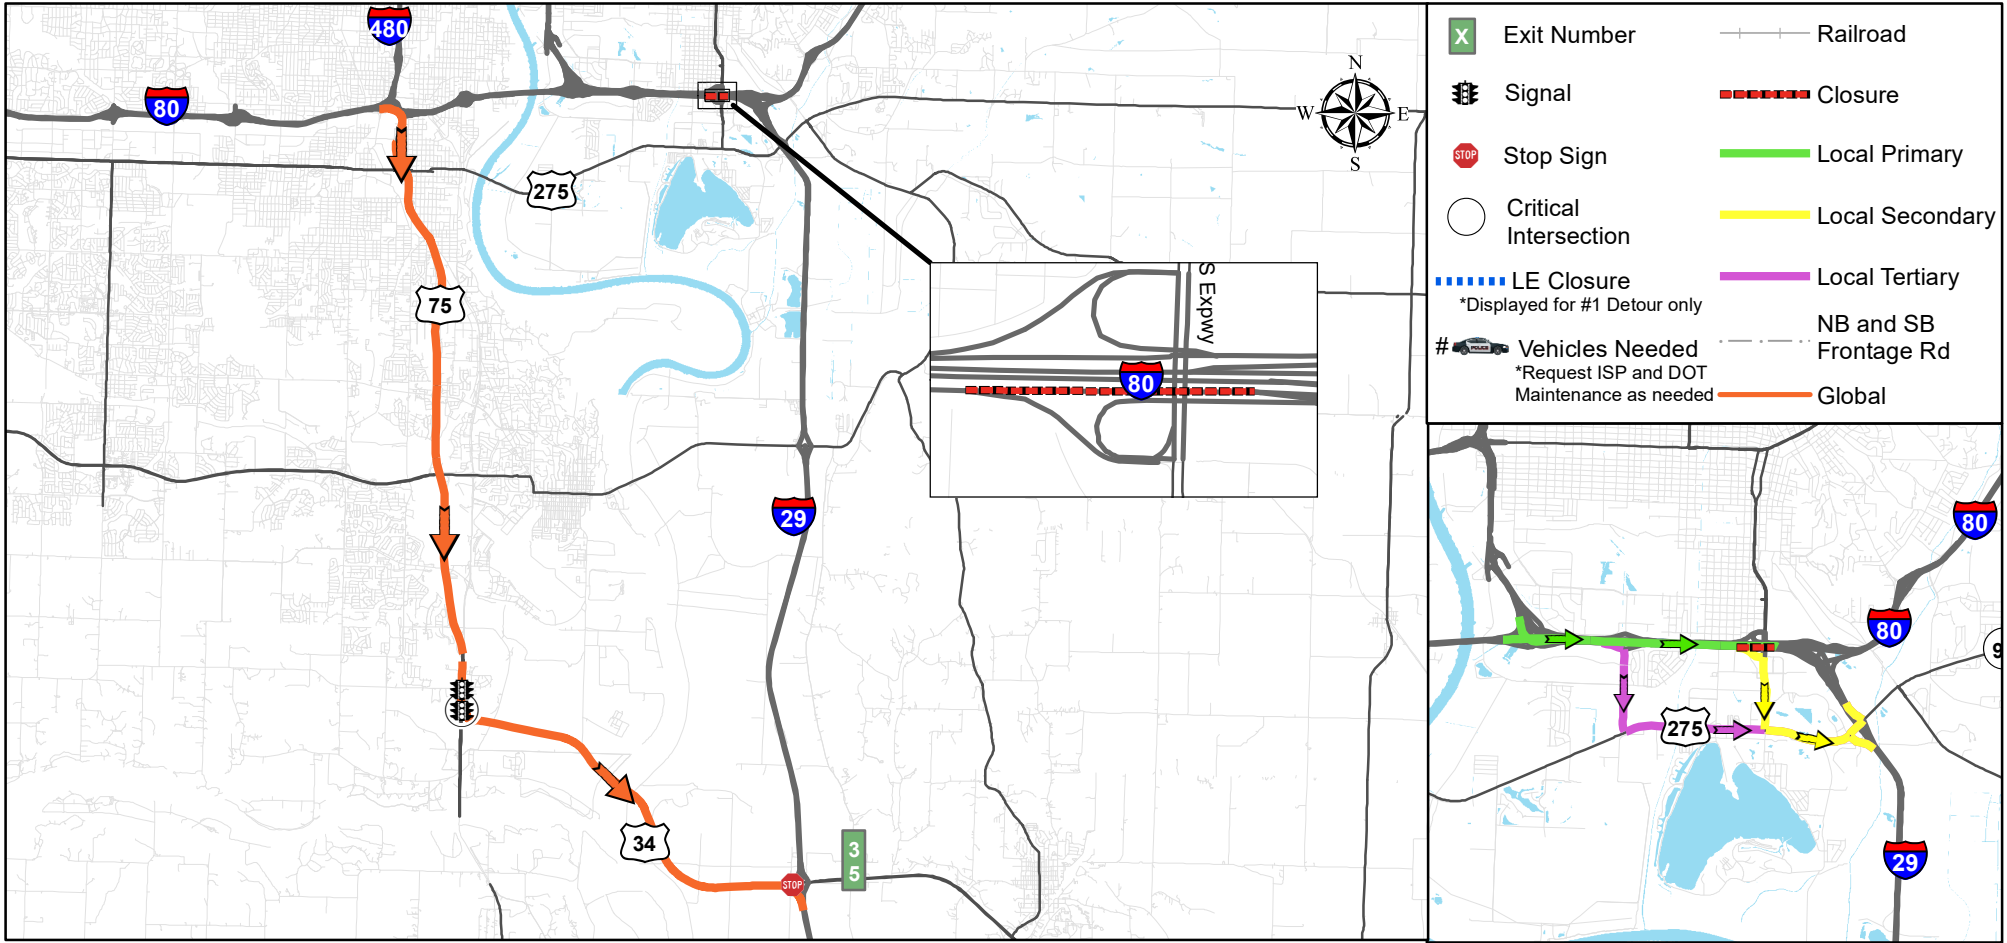 480
80
275
75
29
34
3
5
STOP
N
W
E
S
S Expwy
80
X
Exit Number
Signal
STOP
Stop Sign
Critical
Intersection
LE Closure
*Displayed for #1 Detour only
#
POLICE
Vehicles Needed
*Request ISP and DOT
Maintenance as needed
Railroad
Closure
Local Primary
Local Secondary
Local Tertiary
NB and SB
Frontage Rd
Global
80
80
9
275
29